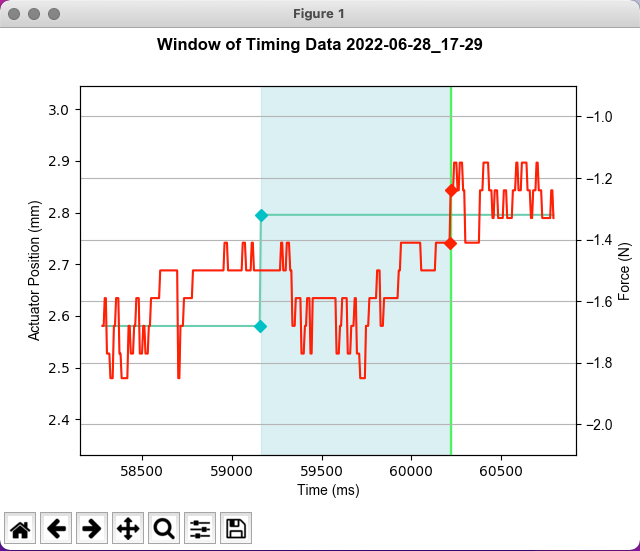 Figure 1
Window of Timing Data 2022-06-28_17-29
3.0
2.9
2.8
2.7
2.6
2.5
2.4
Actuator Position (mm)
−1.0
−1.2
−1.4
−1.6
−1.8
−2.0
Force (N)
58500 59000 59500 60000 60500
Time (ms)